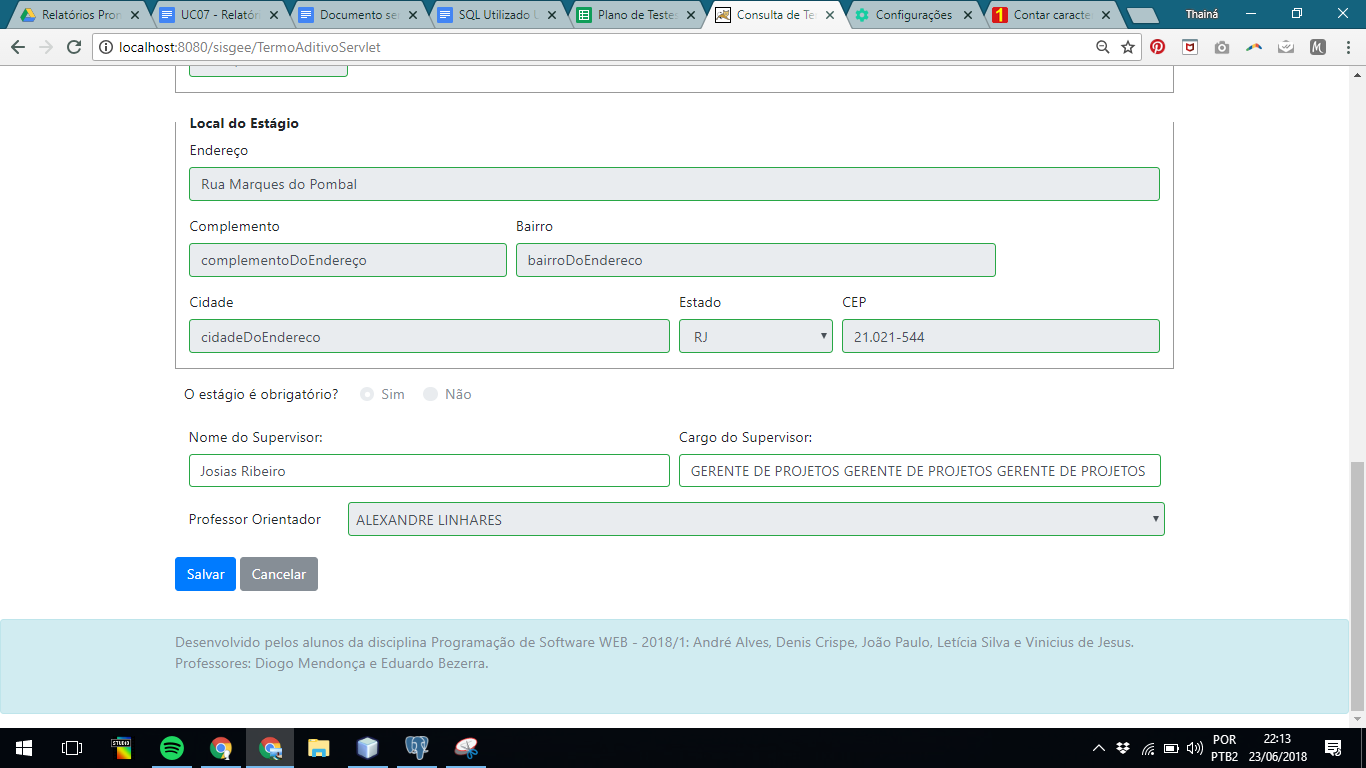 Relatórios Pron
UC07 - Relatóri
Documento se
SQL Utilizado U
Plano de Testes
Consulta de Te
Configurações
Contar caracte
Thainá
localhost:8080/sisgee/TermoAditivoServlet
Local do Estágio
Endereço
Rua Marques do Pombal
Complemento Bairro
complementoDoEndereço bairroDoEndereco
Cidade Estado CEP
cidadeDoEndereco RJ 21.021-544
O estágio é obrigatório? Sim Não
Nome do Supervisor: Cargo do Supervisor:
Josias Ribeiro GERENTE DE PROJETOS GERENTE DE PROJETOS GERENTE DE PROJETOS
Professor Orientador ALEXANDRE LINHARES
Salvar Cancelar
Desenvolvido pelos alunos da disciplina Programação de Software WEB - 2018/1: André Alves, Denis Crispe, João Paulo, Letícia Silva e Vinicius de Jesus.
Professores: Diogo Mendonça e Eduardo Bezerra.
STUDIO
POR 22:13
PTB2 23/06/2018